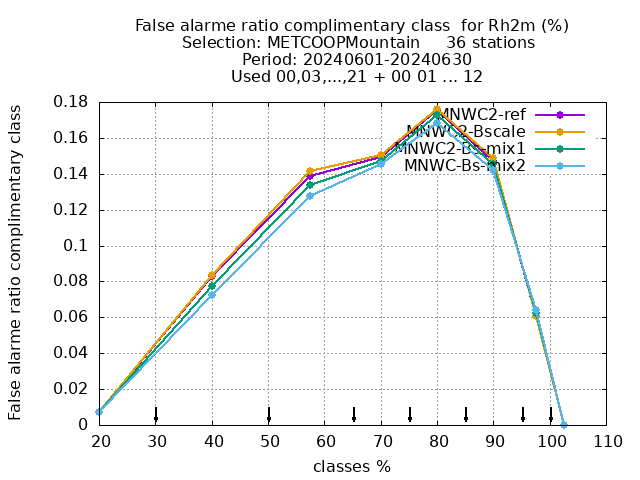 False alarme ratio complimentary class  for Rh2m (%)
Selection: METCOOPMountain     36 stations
Period: 20240601-20240630
Used 00,03,...,21 + 00 01 ... 12
False alarme ratio complimentary class
0.18
0.16
0.14
0.12
0.1
0.08
0.06
0.04
0.02
0
MNWC2-ref
MNWC2-Bscale
MNWC2-Bs-mix1
MNWC-Bs-mix2
20 30 40 50 60 70 80 90 100 110
classes %